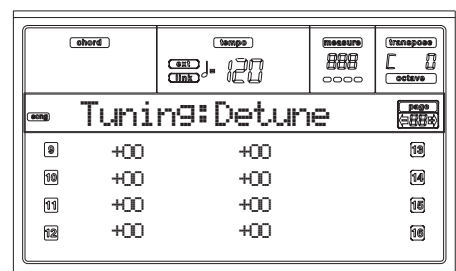 chord tempo measure transpose
ext link ♩= 120 C 0
octave
song Tuning:Detune page
9 +00 +00 13
10 +00 +00 14
11 +00 +00 15
12 +00 +00 16